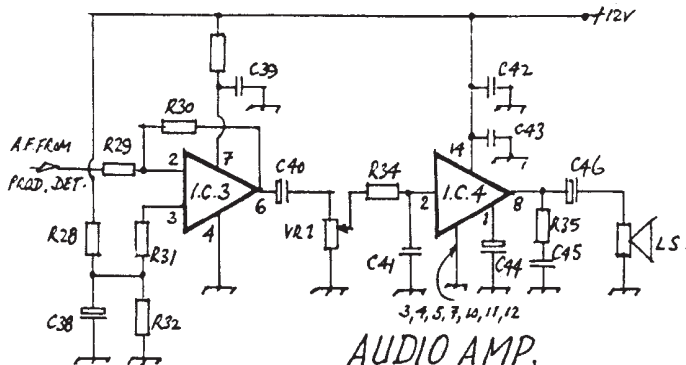 +12V
C39
C42
R30
C43
A.F. FROM
R29
14
C40
C46
PROD. DET.
2
7
I.C.3
6
R34
2
I.C.4
8
3
4
VR1
1
R35
LS.
R28
R31
C41
C44
C45
3,4,5,7,10,11,12
C38
R32
AUDIO AMP.